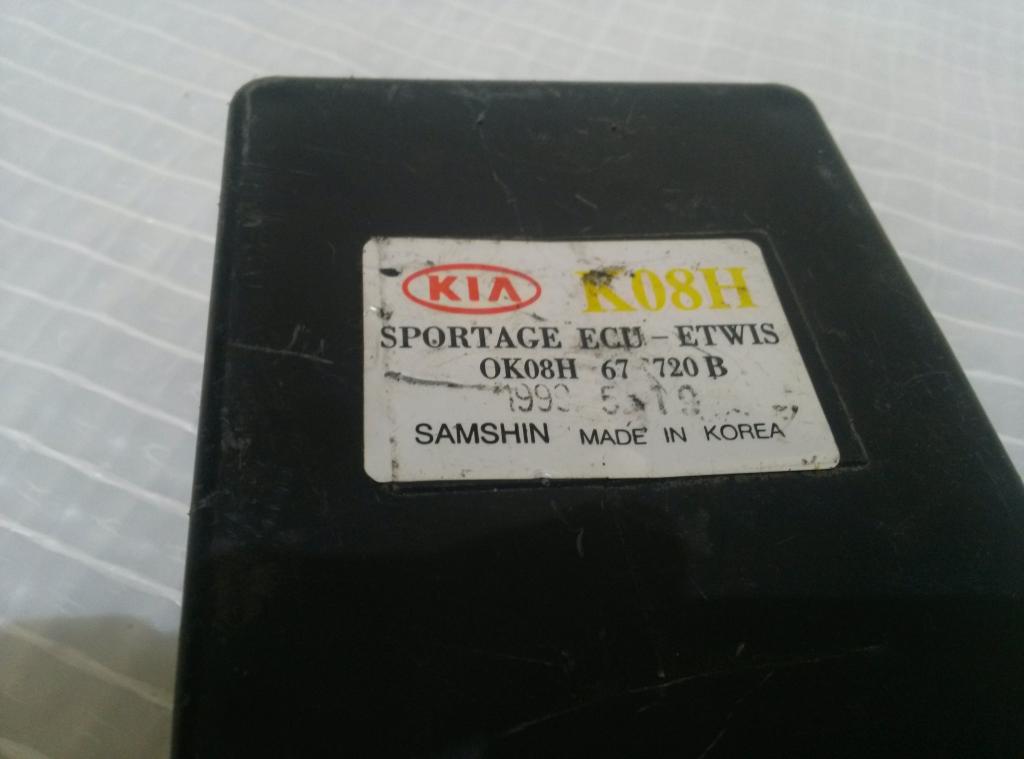 KIA K08H
SPORTAGE ECU - ETWIS
OK08H 67 720 B
SAMSHIN MADE IN KOREA